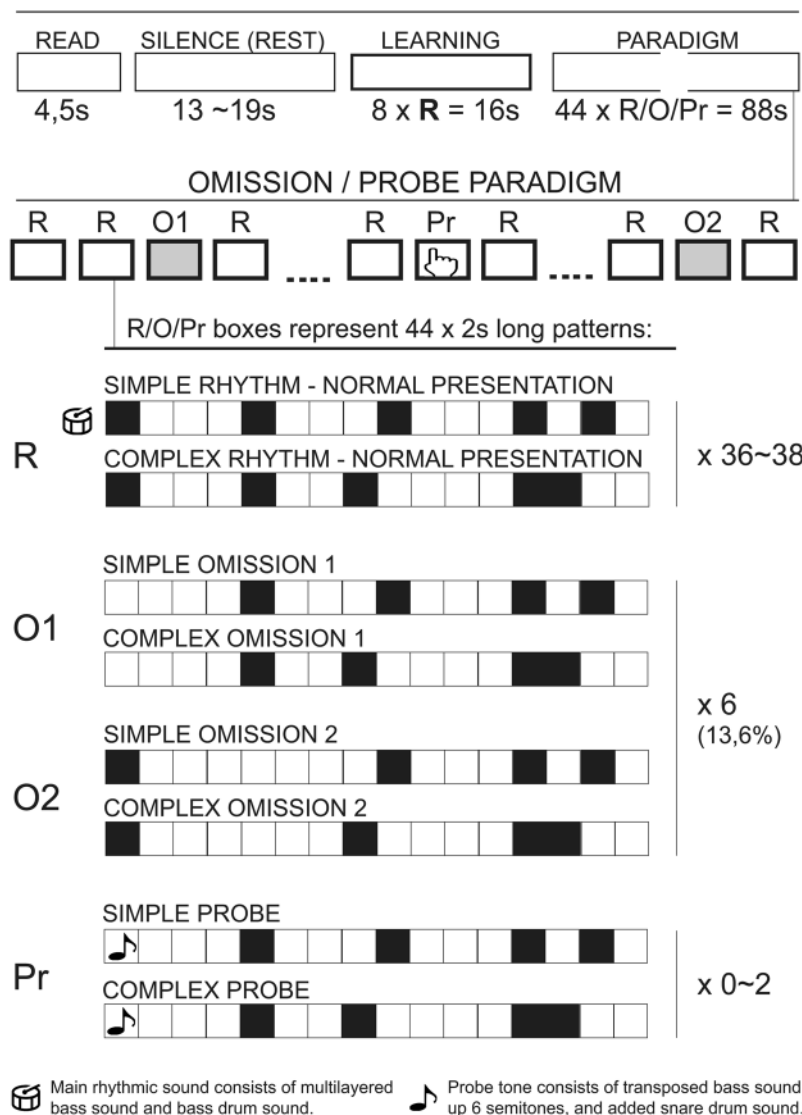 READ SILENCE (REST) LEARNING PARADIGM
4,5s 13 ~19s 8 x R = 16s 44 x R/O/Pr = 88s
OMISSION / PROBE PARADIGM
R R O1 R R Pr R R O2 R
.... ....
R/O/Pr boxes represent 44 x 2s long patterns:
SIMPLE RHYTHM - NORMAL PRESENTATION
R
COMPLEX RHYTHM - NORMAL PRESENTATION
x 36~38
SIMPLE OMISSION 1
O1
COMPLEX OMISSION 1
x 6
(13,6%)
SIMPLE OMISSION 2
O2
COMPLEX OMISSION 2
SIMPLE PROBE
Pr
COMPLEX PROBE
x 0~2
Main rhythmic sound consists of multilayered
bass sound and bass drum sound.
Probe tone consists of transposed bass sound
up 6 semitones, and added snare drum sound.